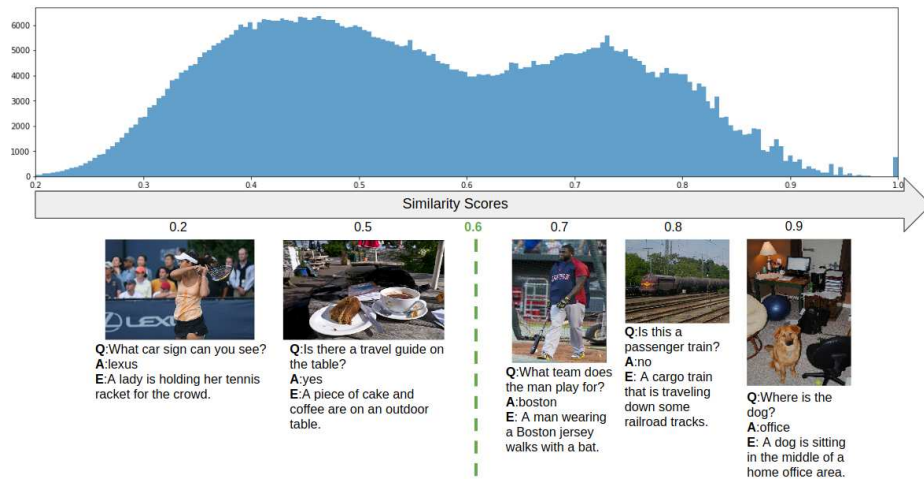 6000
5000
4000
3000
2000
1000
0
0.2 0.3 0.4 0.5 0.6 0.7 0.8 0.9 1.0
Similarity Scores
0.2 0.5 0.6 0.7 0.8 0.9
LEXU
Q:What car sign can you see?
A:lexus
E:A lady is holding her tennis
racket for the crowd.
Q:Is there a travel guide on
the table?
A:yes
E:A piece of cake and
coffee are on an outdoor
table.
Q:What team does
the man play for?
A:boston
E: A man wearing
a Boston jersey
walks with a bat.
Q:Is this a
passenger train?
A:no
E: A cargo train
that is traveling
down some
railroad tracks.
Q:Where is the
dog?
A:office
E: A dog is sitting
in the middle of a
home office area.